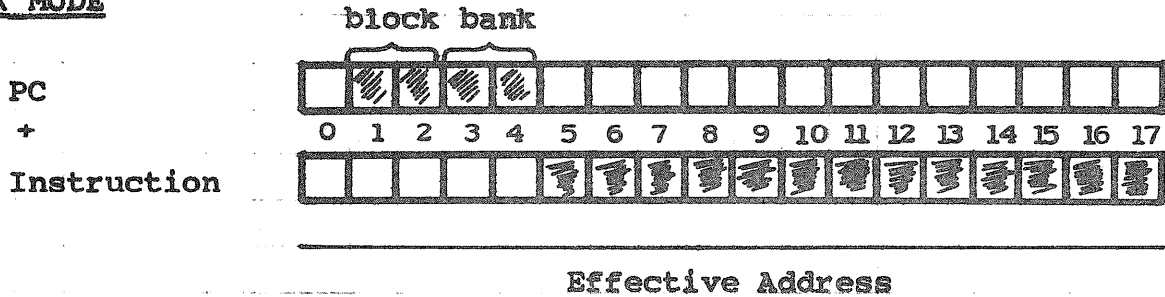 MODE
block bank
PC
+ 0 1 2 3 4 5 6 7 8 9 10 11 12 13 14 15 16 17
Instruction
Effective Address